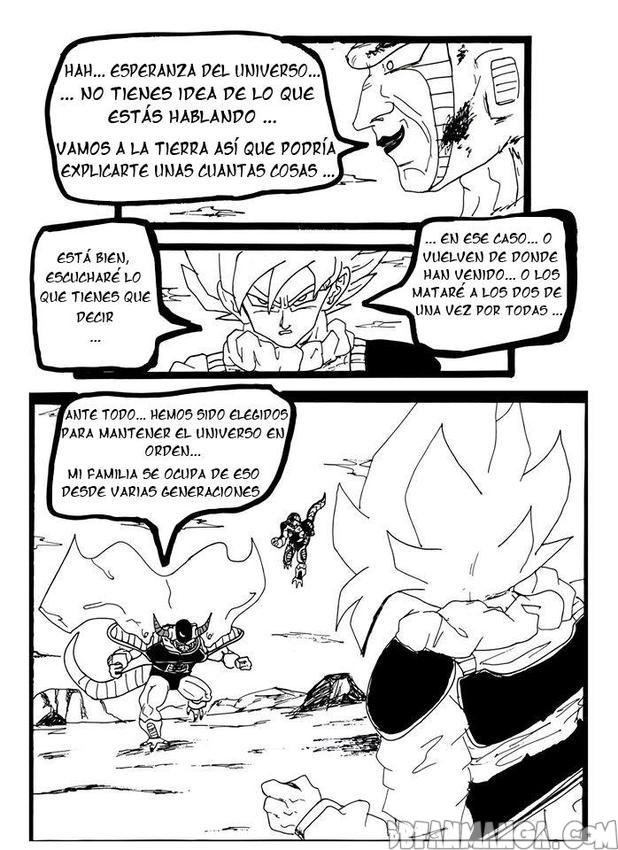 HAH... ESPERANZA DEL UNIVERSO...
... NO TIENES IDEA DE LO QUE
ESTÁS HABLANDO ...
VAMOS A LA TIERRA ASÍ QUE PODRÍA
EXPLICARTE UNAS CUANTAS COSAS ...
ESTÁ BIEN,
ESCUCHARÉ LO
QUE TIENES QUE
DECIR
...
... EN ESE CASO... O
VUELVEN DE DONDE
HAN VENIDO... O LOS
MATARÉ A LOS DOS DE
UNA VEZ POR TODAS ...
ANTE TODO... HEMOS SIDO ELEGIDOS
PARA MANTENER EL UNIVERSO EN
ORDEN...
MI FAMILIA SE OCUPA DE ESO
DESDE VARIAS GENERACIONES
DBFANMANGA.COM